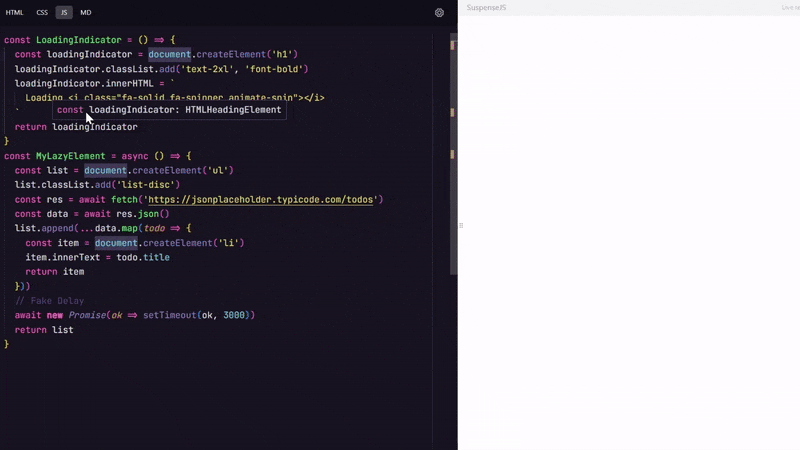 HTML CSS JS MD
SuspenseJS
const LoadingIndicator = () => {
const loadingIndicator = document.createElement('h1')
loadingIndicator.classList.add('text-2xl', 'font-bold')
loadingIndicator.innerHTML = `
Loading <i class="fa-solid fa-spinner animate-spin"></i>
const loadingIndicator: HTMLHeadingElement
`
return loadingIndicator
}
const MyLazyElement = async () => {
const list = document.createElement('ul')
list.classList.add('list-disc')
const res = await fetch('https://jsonplaceholder.typicode.com/todos')
const data = await res.json()
list.append(...data.map(todo => {
const item = document.createElement('li')
item.innerText = todo.title
return item
}))
// Fake Delay
await new Promise(ok => setTimeout(ok, 3000))
return list
}